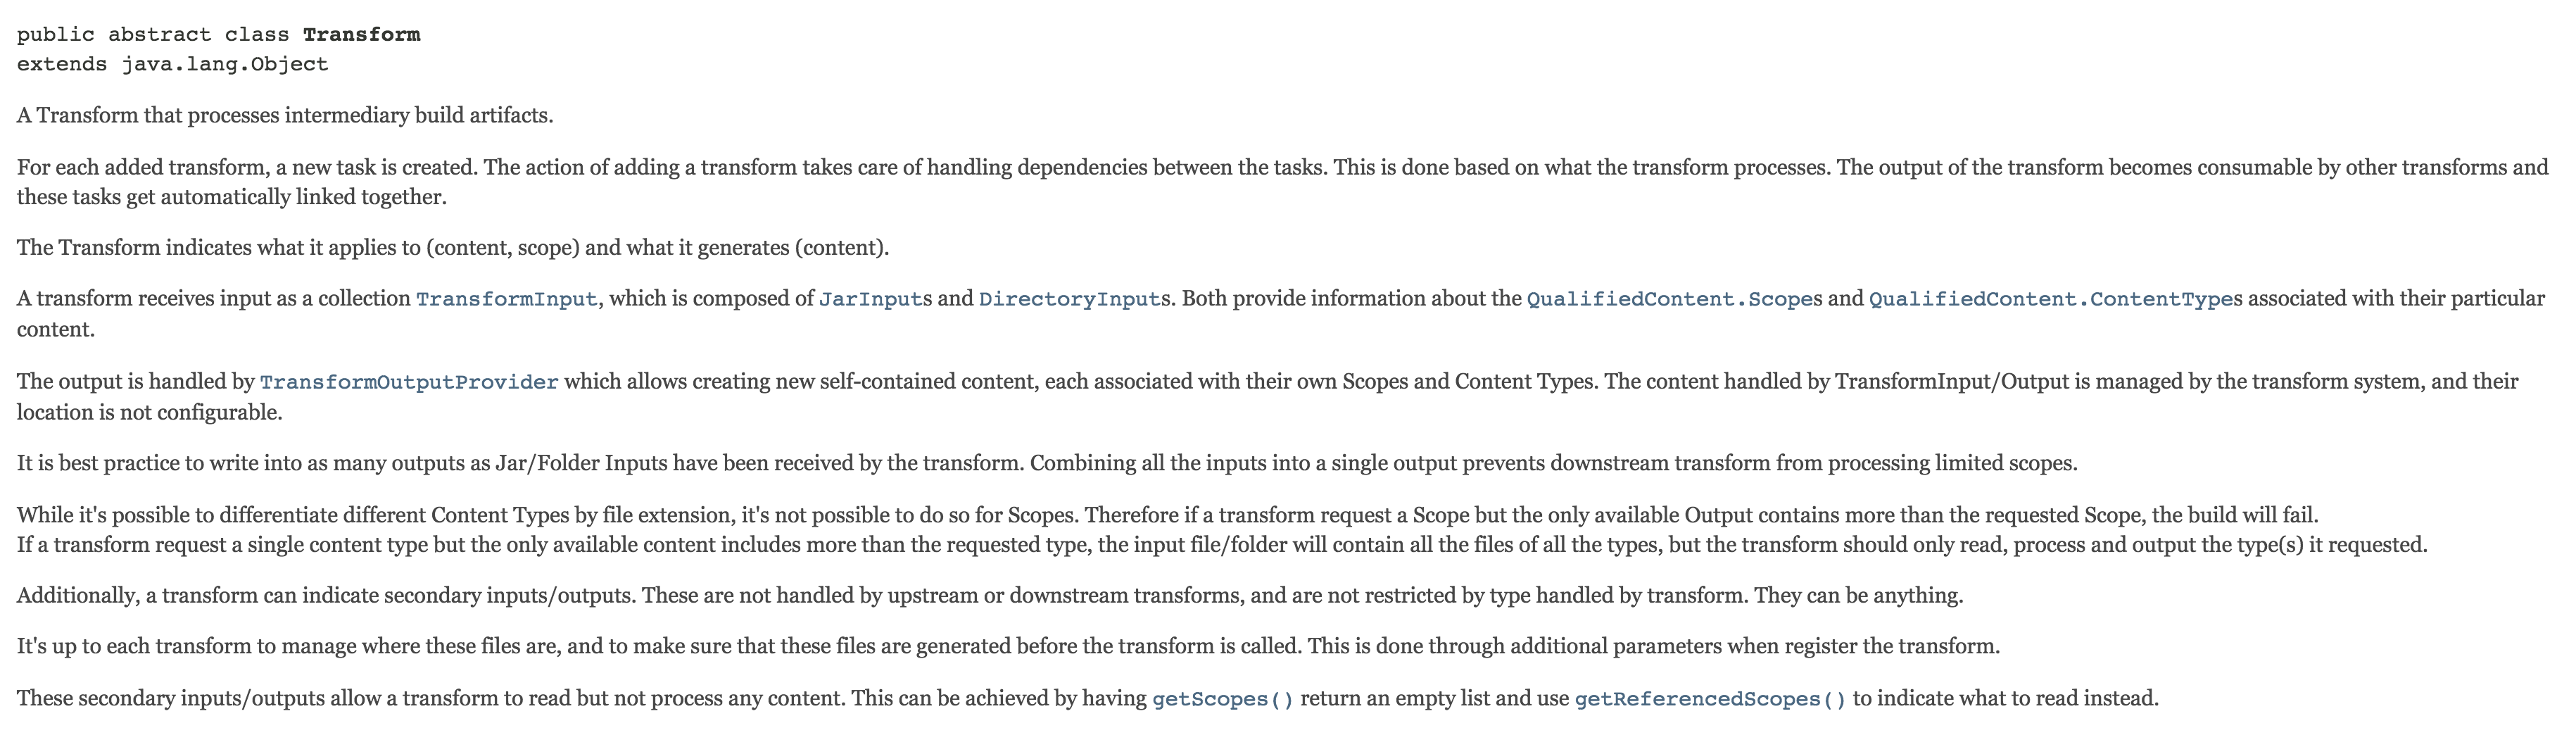 public abstract class Transform
extends java.lang.Object
A Transform that processes intermediary build artifacts.
For each added transform, a new task is created. The action of adding a transform takes care of handling dependencies between the tasks. This is done based on what the transform processes. The output of the transform becomes consumable by other transforms and
these tasks get automatically linked together.
The Transform indicates what it applies to (content, scope) and what it generates (content).
A transform receives input as a collection TransformInput, which is composed of JarInputs and DirectoryInputs. Both provide information about the QualifiedContent.Scopes and QualifiedContent.ContentTypes associated with their particular
content.
The output is handled by TransformOutputProvider which allows creating new self-contained content, each associated with their own Scopes and Content Types. The content handled by TransformInput/Output is managed by the transform system, and their
location is not configurable.
It is best practice to write into as many outputs as Jar/Folder Inputs have been received by the transform. Combining all the inputs into a single output prevents downstream transform from processing limited scopes.
While it's possible to differentiate different Content Types by file extension, it's not possible to do so for Scopes. Therefore if a transform request a Scope but the only available Output contains more than the requested Scope, the build will fail.
If a transform request a single content type but the only available content includes more than the requested type, the input file/folder will contain all the files of all the types, but the transform should only read, process and output the type(s) it requested.
Additionally, a transform can indicate secondary inputs/outputs. These are not handled by upstream or downstream transforms, and are not restricted by type handled by transform. They can be anything.
It's up to each transform to manage where these files are, and to make sure that these files are generated before the transform is called. This is done through additional parameters when register the transform.
These secondary inputs/outputs allow a transform to read but not process any content. This can be achieved by having getScopes() return an empty list and use getReferencedScopes() to indicate what to read instead.